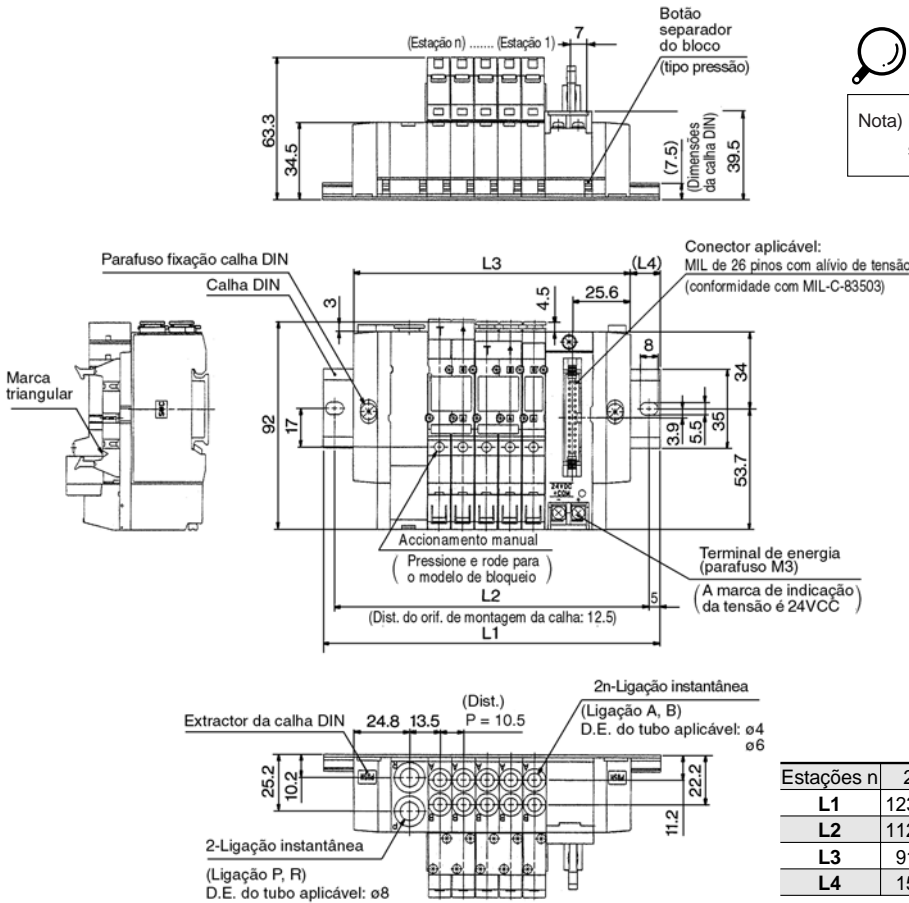 Botão
separador
do bloco
(tipo pressão)
7
(Estação n) ....... (Estação 1)
63.3
34.5
(7.5)
(Dimensões
da calha DIN)
39.5
Nota)
Parafuso fixação calha DIN
Calha DIN
L3
(L4)
Conector aplicável:
MIL de 26 pinos com alívio de tensão
(conformidade com MIL-C-83503)
3
4.5
25.6
8
Marca
triangular
SMC
92
17
34
3.9
5.5
35
53.7
24VDC
+COM
- +
Accionamento manual
(Pressione e rode para
o modelo de bloqueio)
Terminal de energia
(parafuso M3)
(A marca de indicação
da tensão é 24VCC)
L2
5
(Dist. do orif. de montagem da calha: 12.5)
L1
2n-Ligação instantânea
(Ligação A, B)
D.E. do tubo aplicável: ø4
ø6
(Dist.)
P = 10.5
Extractor da calha DIN
24.8
13.5
25.2
10.2
22.2
11.2
2-Ligação instantânea
(Ligação P, R)
D.E. do tubo aplicável: ø8
Estações n
L1
L2
L3
L4